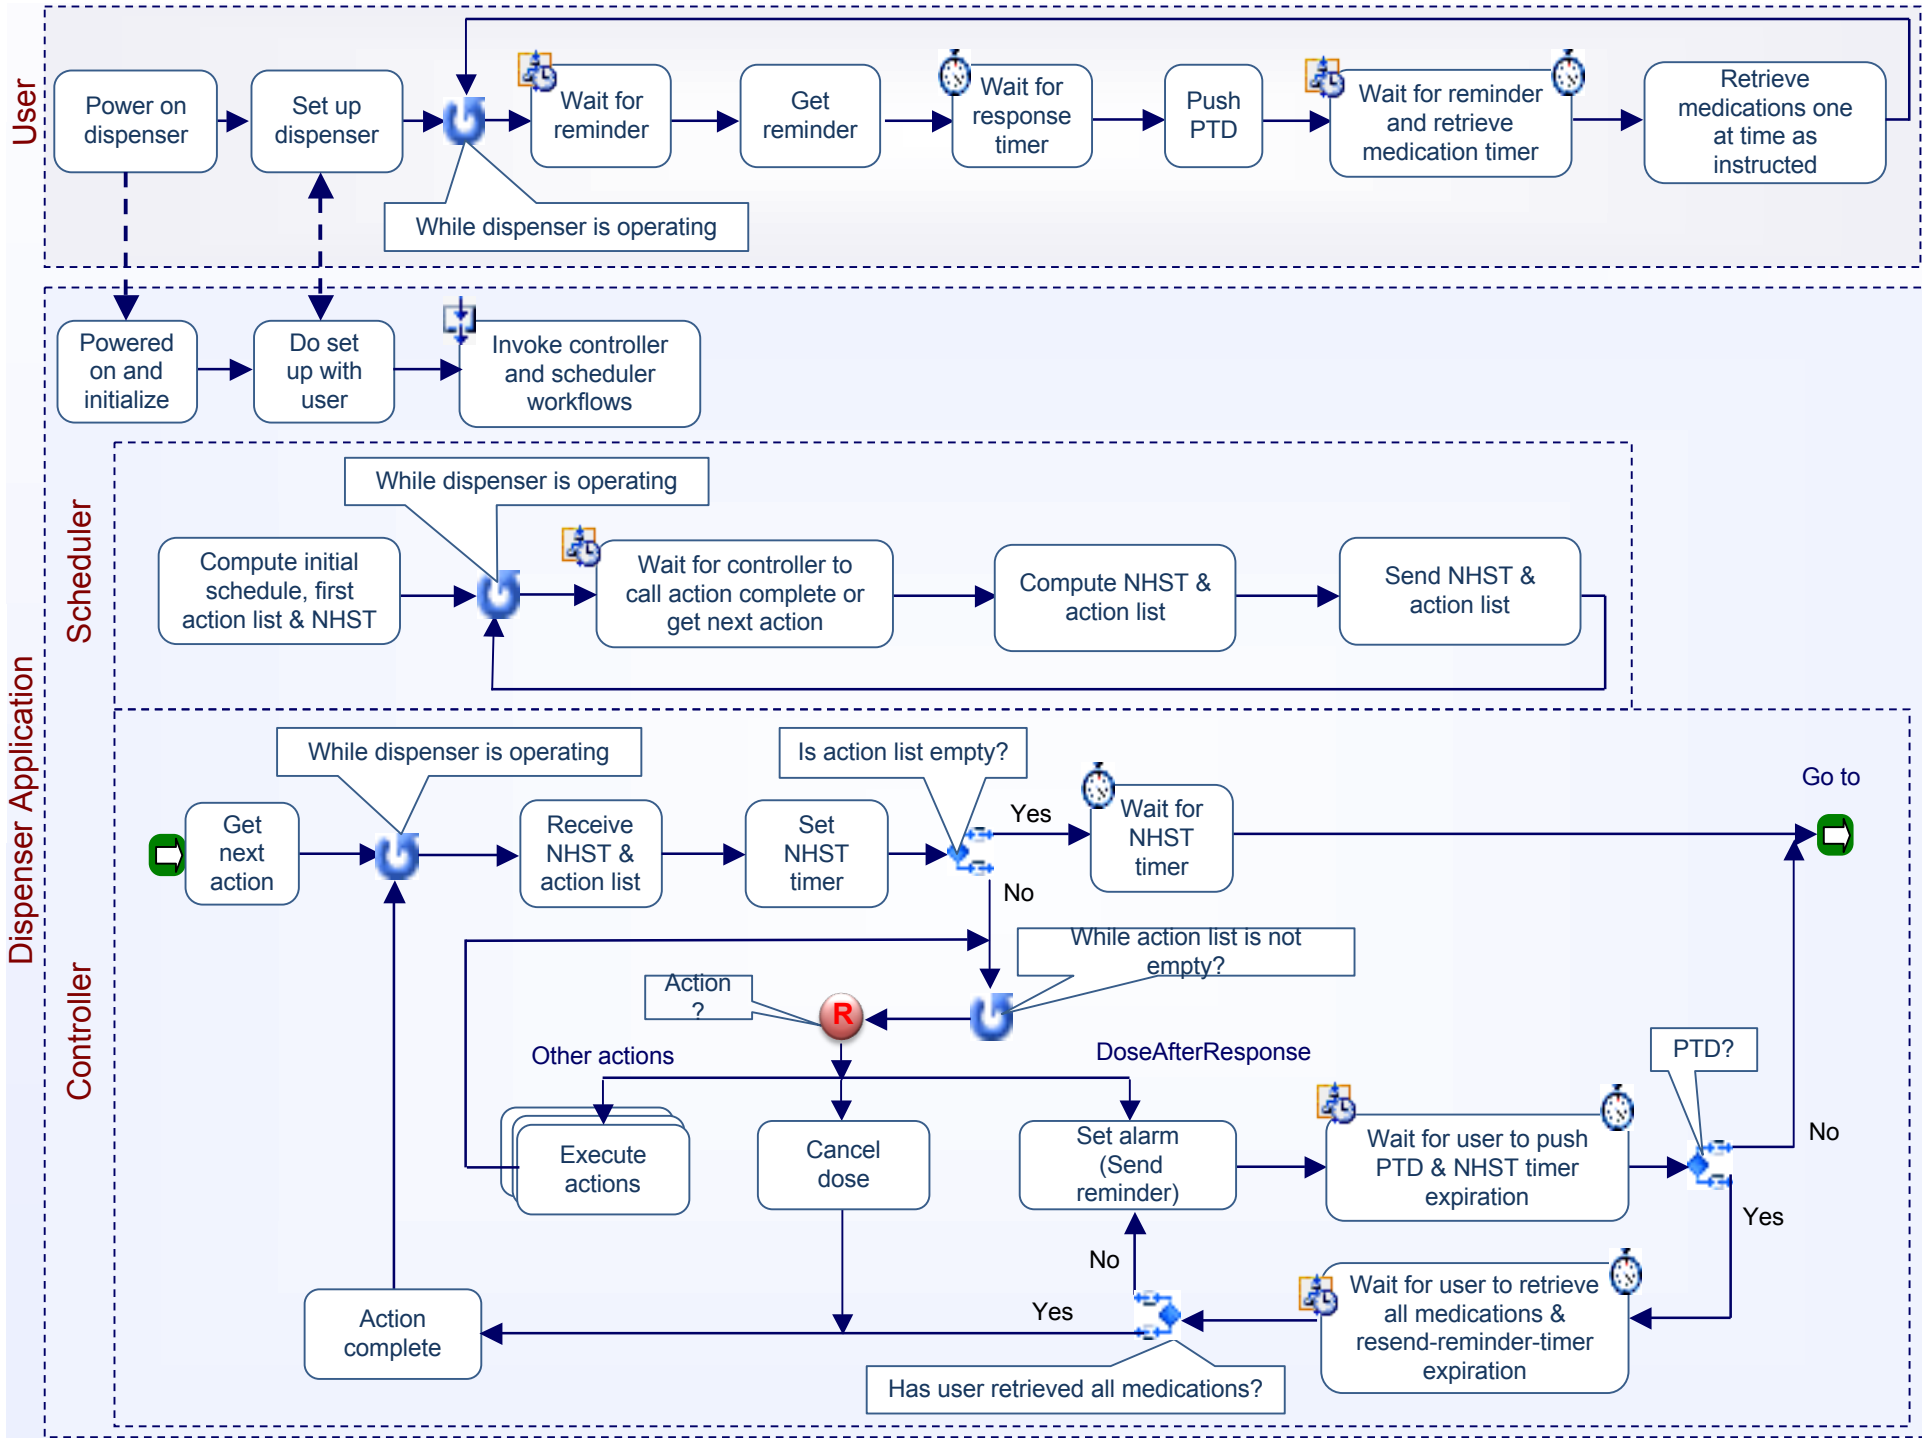 User
Power on
dispenser
Set up
dispenser
Wait for
reminder
Get
reminder
Wait for
response
timer
Push
PTD
Wait for reminder
and retrieve
medication timer
Retrieve
medications one
at time as
instructed
While dispenser is operating
Dispenser Application
Powered
on and
initialize
Do set
up with
user
Invoke controller
and scheduler
workflows
Scheduler
While dispenser is operating
Compute initial
schedule, first
action list & NHST
Wait for controller to
call action complete or
get next action
Compute NHST &
action list
Send NHST &
action list
Controller
While dispenser is operating
Is action list empty?
Go to
Get
next
action
Receive
NHST &
action list
Set
NHST
timer
Yes
Wait for
NHST
timer
No
While action list is not
empty?
Action
?
R
Other actions
DoseAfterResponse
PTD?
Execute
actions
Cancel
dose
Set alarm
(Send
reminder)
Wait for user to push
PTD & NHST timer
expiration
No
Yes
No
Wait for user to retrieve
all medications &
resend-reminder-timer
expiration
Yes
Action
complete
Has user retrieved all medications?